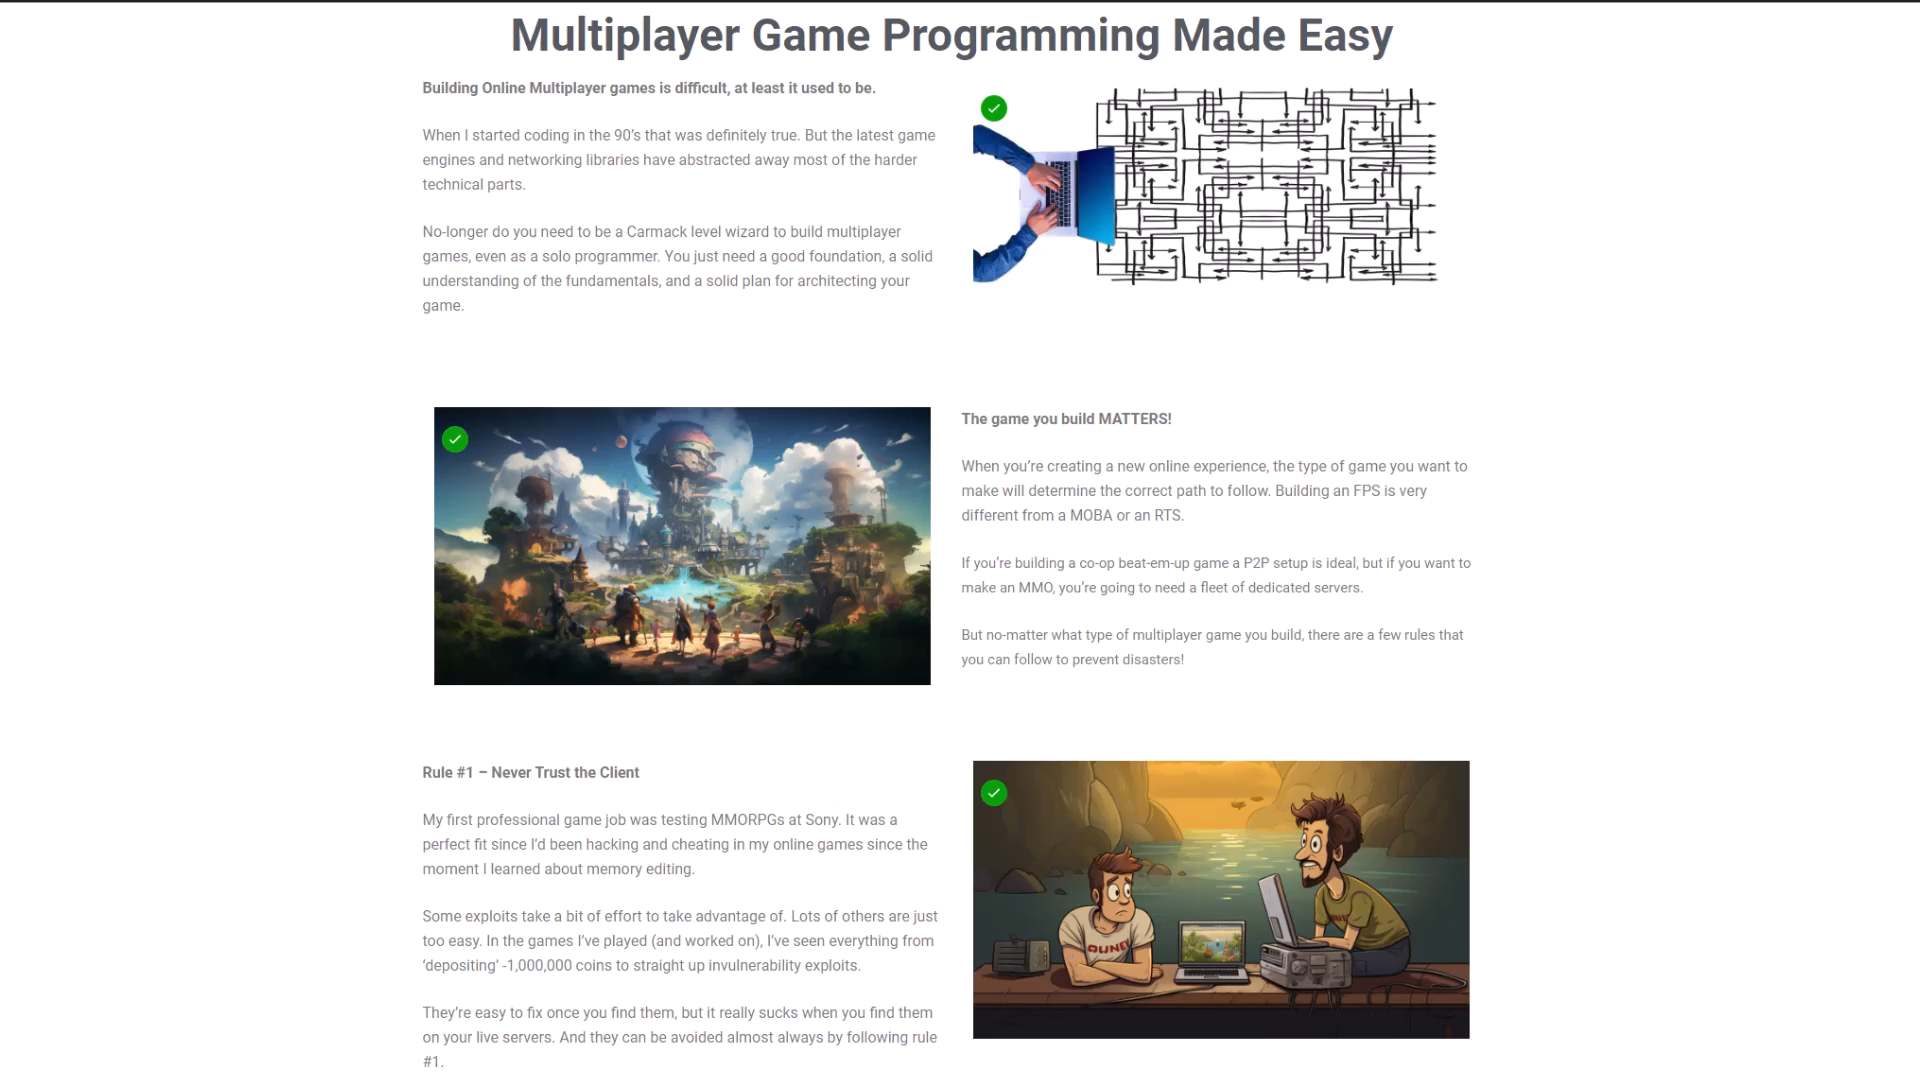 Multiplayer Game Programming Made Easy
Building Online Multiplayer games is difficult, at least it used to be.
When I started coding in the 90’s that was definitely true. But the latest game
engines and networking libraries have abstracted away most of the harder
technical parts.
No-longer do you need to be a Carmack level wizard to build multiplayer
games, even as a solo programmer. You just need a good foundation, a solid
understanding of the fundamentals, and a solid plan for architecting your
game.
The game you build MATTERS!
When you’re creating a new online experience, the type of game you want to
make will determine the correct path to follow. Building an FPS is very
different from a MOBA or an RTS.
If you’re building a co-op beat-em-up game a P2P setup is ideal, but if you want to
make an MMO, you’re going to need a fleet of dedicated servers.
But no-matter what type of multiplayer game you build, there are a few rules that
you can follow to prevent disasters!
Rule #1 – Never Trust the Client
My first professional game job was testing MMORPGs at Sony. It was a
perfect fit since I’d been hacking and cheating in my online games since the
moment I learned about memory editing.
Some exploits take a bit of effort to take advantage of. Lots of others are just
too easy. In the games I’ve played (and worked on), I’ve seen everything from
‘depositing’ -1,000,000 coins to straight up invulnerability exploits.
They’re easy to fix once you find them, but it really sucks when you find them
on your live servers. And they can be avoided almost always by following rule
#1.